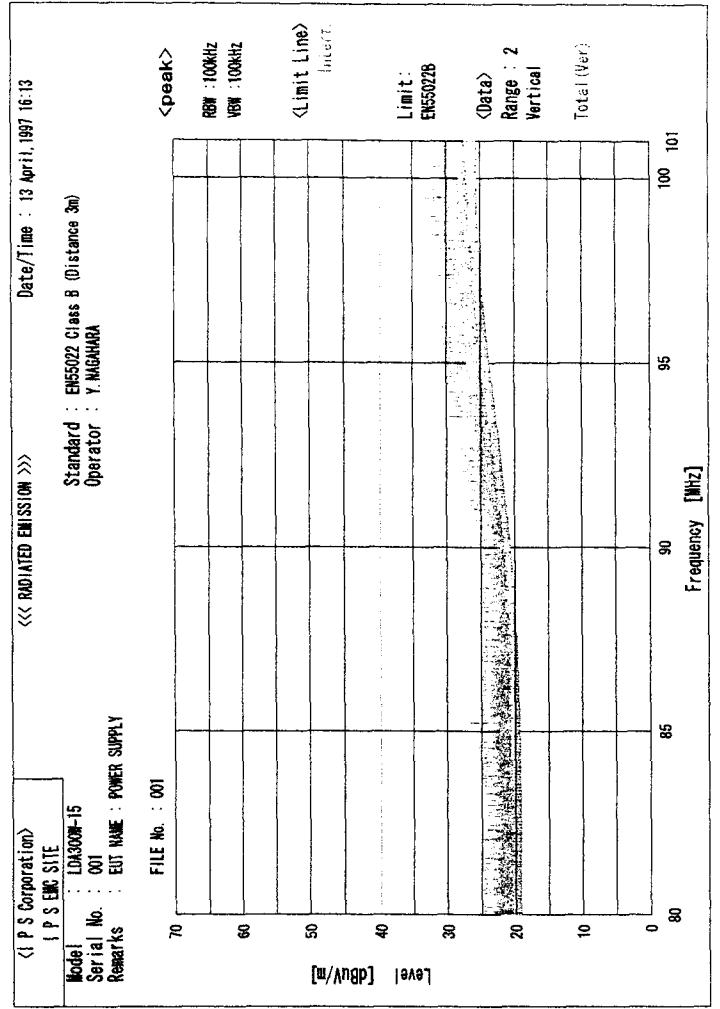 <I P S Corporation>
I P S EMC SITE
<<< RADIATED EMISSION >>>
Date/Time : 13 April,1997 16:13
Model : LDA300W-15
Serial No. : 001
Remarks : EUT NAME : POWER SUPPLY
Standard : EN55022 Class B (Distance 3m)
Operator : Y.NAGAHARA
FILE No. : 001
<peak>
RBW :100kHz
VBW :100kHz
<Limit Line>
Limit:
EN55022B
<Data>
Range : 2
Vertical
Total(Ver)
Level [dBuV/m]
70
60
50
40
30
20
10
0
80
85
90
95
100
101
Frequency [MHz]